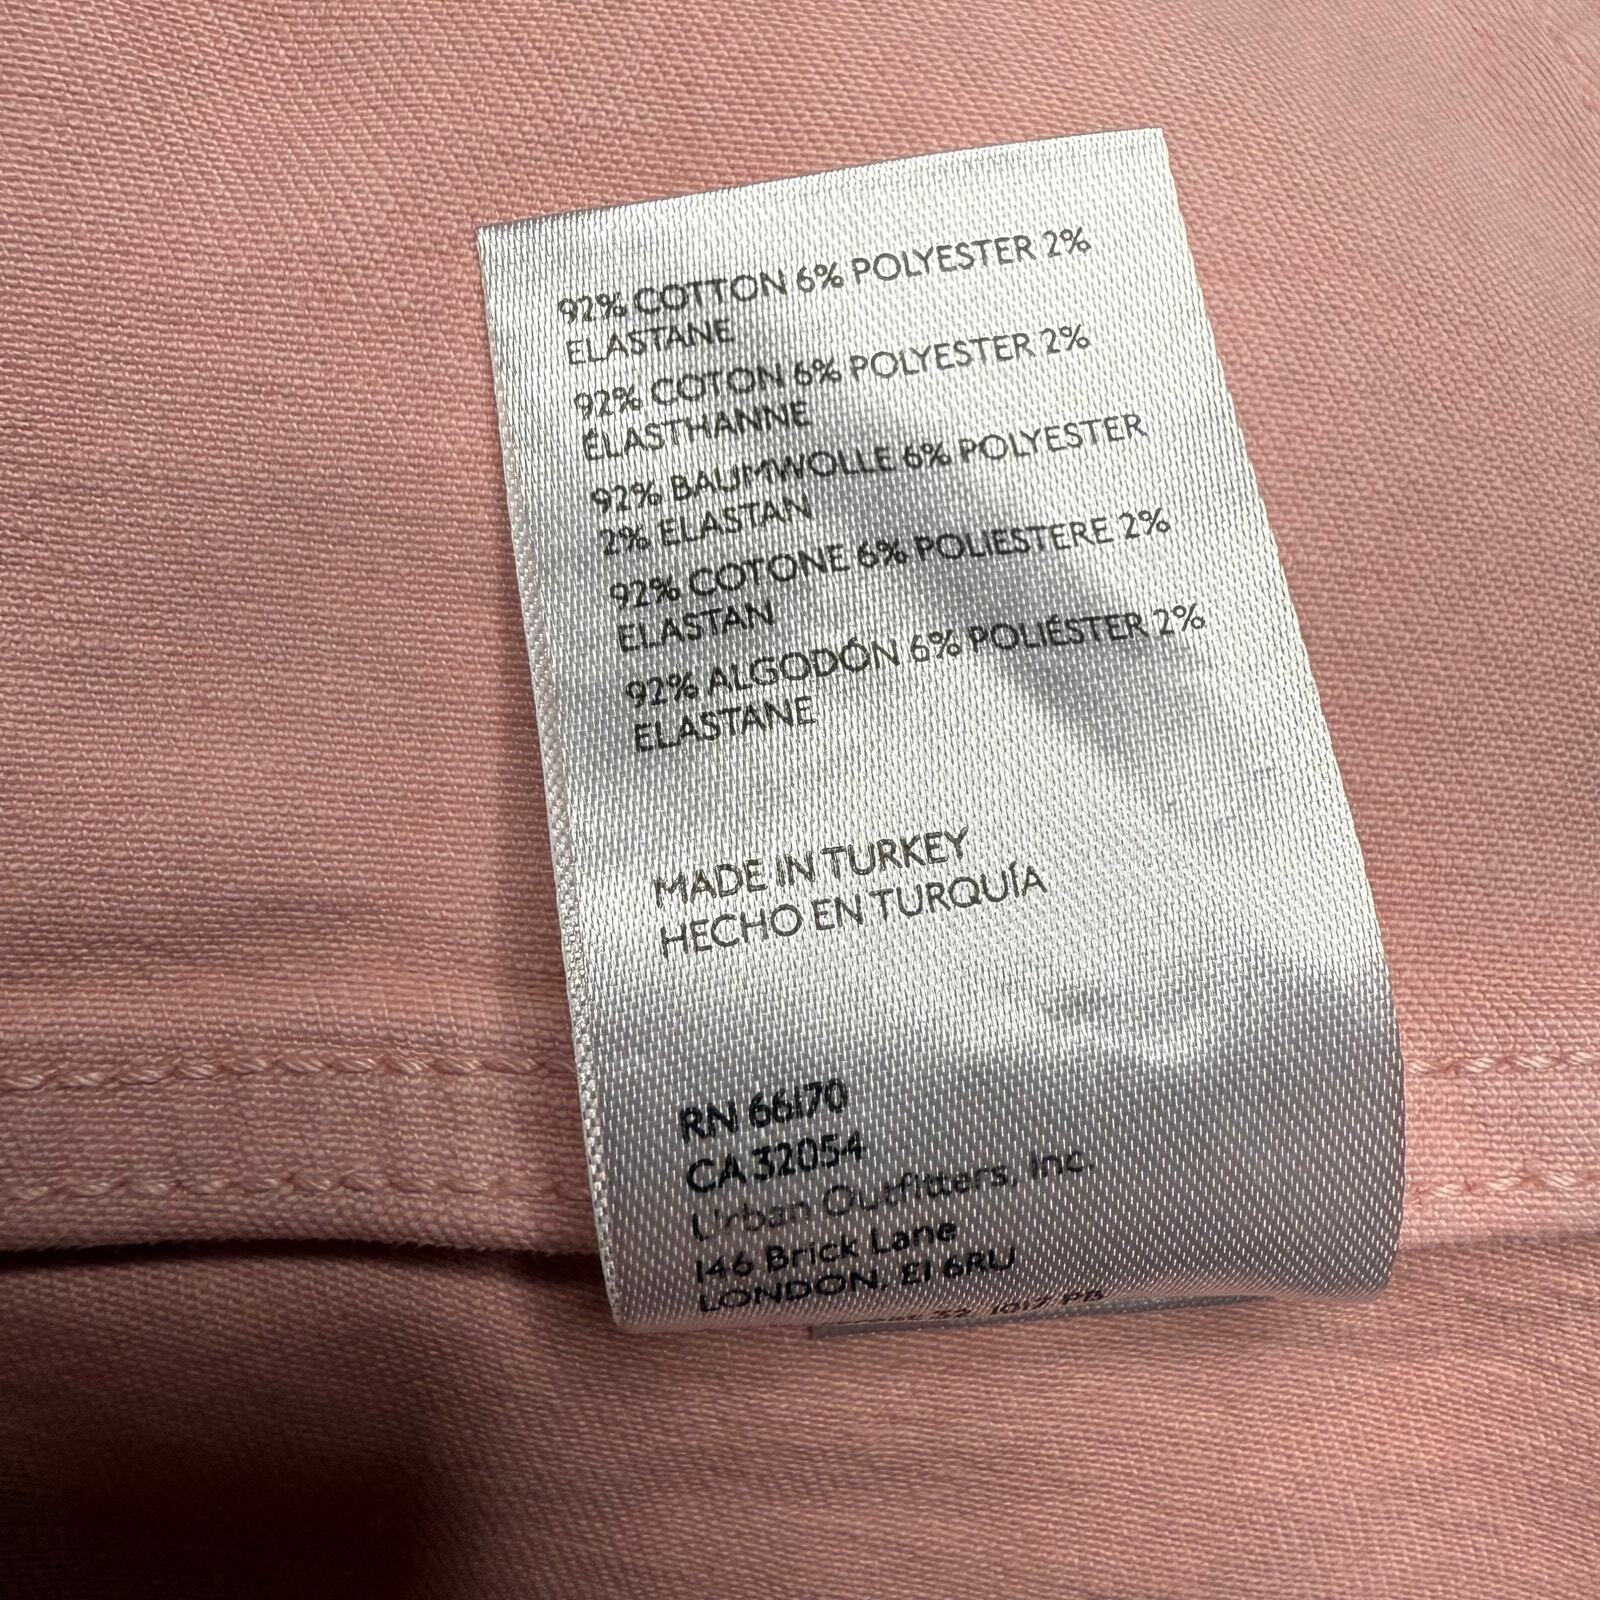 92% COTTON 6% POLYESTER 2%
ELASTANE
92% COTON 6% POLYESTER 2%
ÉLASTHANNE
92% BAUMWOLLE 6% POLYESTER
2% ELASTAN
92% COTONE 6% POLIESTERE 2%
ELASTAN
92% ALGODÓN 6% POLIÉSTER 2%
ELASTANE
MADE IN TURKEY
HECHO EN TURQUÍA
RN 66170
CA 32054
Urban Outfitters, Inc.
146 Brick Lane
LONDON, E1 6RU